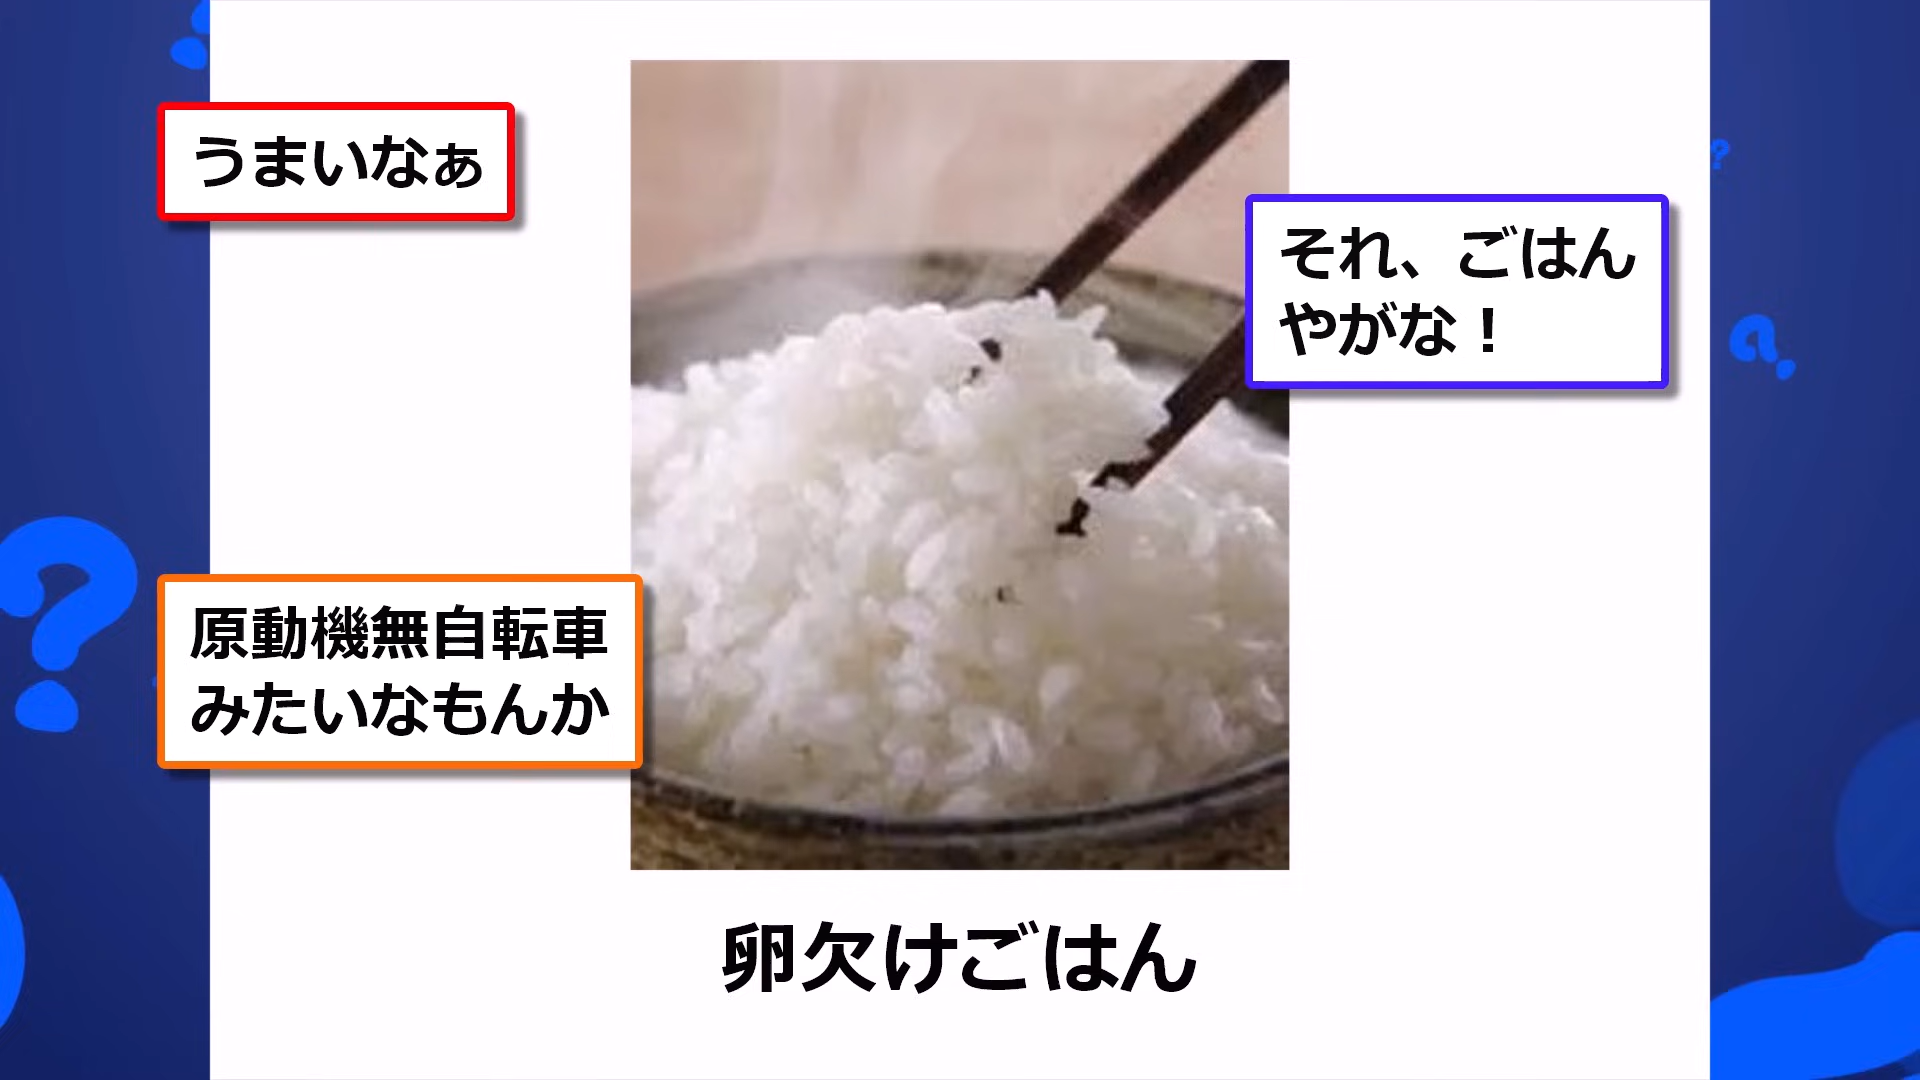 うまいなぁ
それ、ごはん
やがな！
原動機無自転車
みたいなもんか
卵欠けごはん